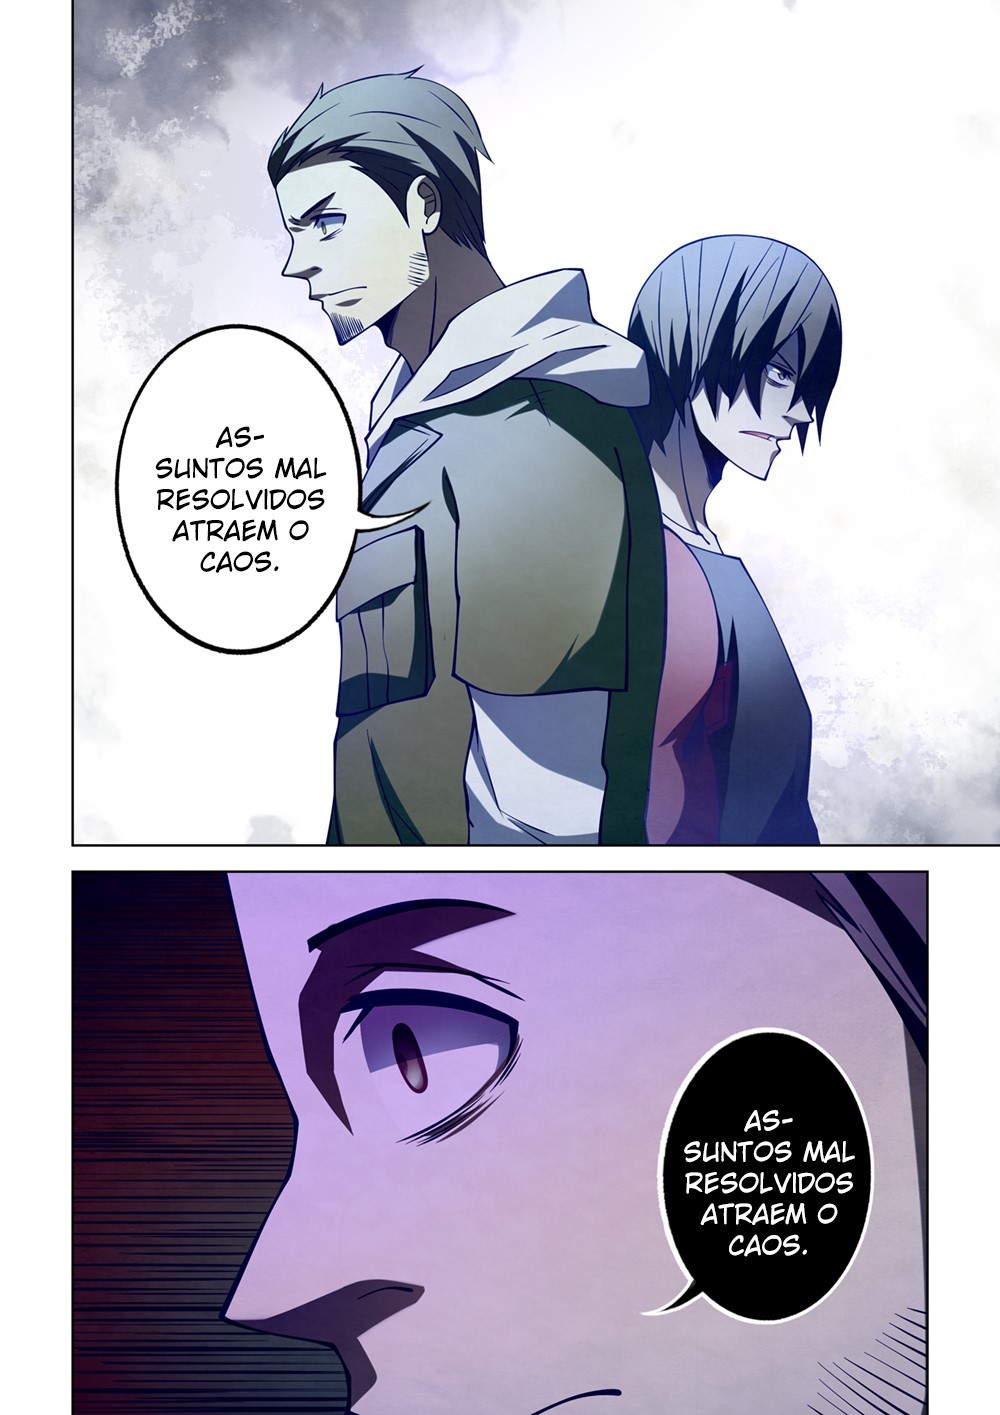 AS-
SUNTOS MAL
RESOLVIDOS
ATRAEM O
CAOS.
AS-
SUNTOS MAL
RESOLVIDOS
ATRAEM O
CAOS.